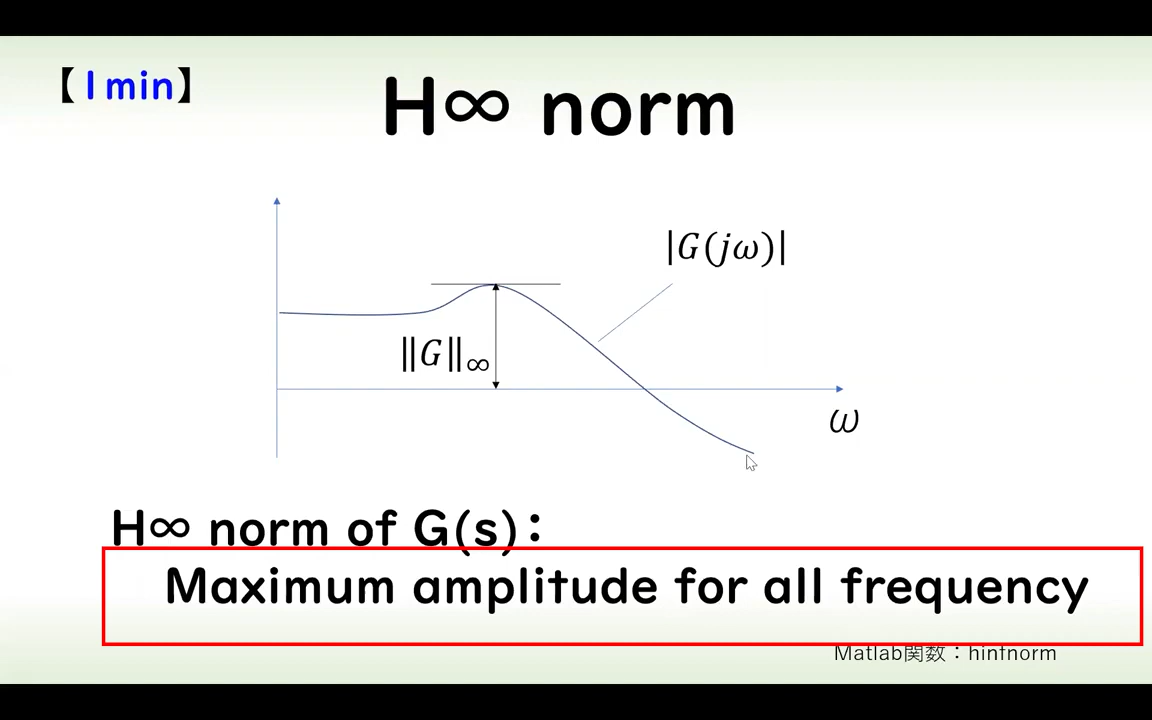 【1min】
H∞ norm
|G(jω)|
‖G‖∞
ω
H∞ norm of G(s):
Maximum amplitude for all frequency
Matlab関数：hinfnorm